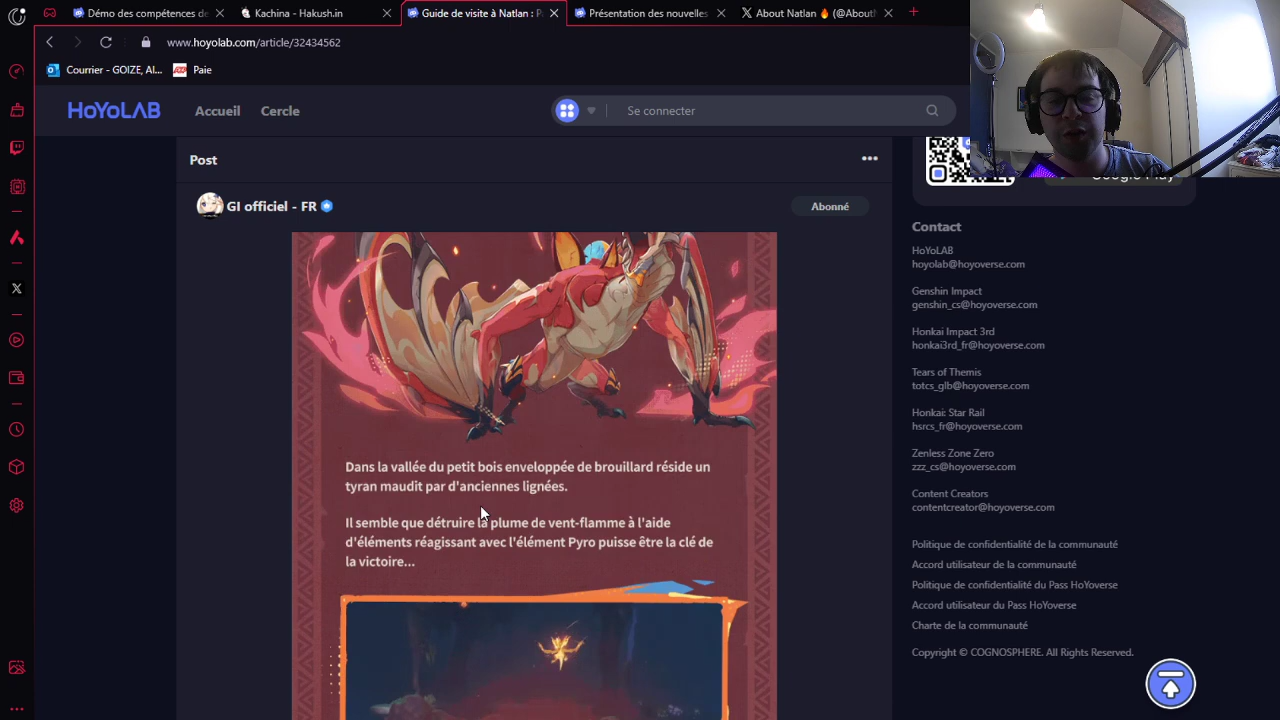 Démo des compétences de
Kachina - Hakush.in
Guide de visite à Natlan : P
Présentation des nouvelles
About Natlan 🔥 (@About
www.hoyolab.com/article/32434562
Courrier - GOIZE, Al...
Paie
HoYoLAB
Accueil
Cercle
Se connecter
Post
•••
GI officiel - FR
Abonné
Dans la vallée du petit bois enveloppée de brouillard réside un
tyran maudit par d'anciennes lignées.
Il semble que détruire la plume de vent-flamme à l'aide
d'éléments réagissant avec l'élément Pyro puisse être la clé de
la victoire...
Google Play
Contact
HoYoLAB
hoyolab@hoyoverse.com
Genshin Impact
genshin_cs@hoyoverse.com
Honkai Impact 3rd
honkai3rd_fr@hoyoverse.com
Tears of Themis
totcs_glb@hoyoverse.com
Honkai: Star Rail
hsrcs_fr@hoyoverse.com
Zenless Zone Zero
zzz_cs@hoyoverse.com
Content Creators
contentcreator@hoyoverse.com
Politique de confidentialité de la communauté
Accord utilisateur de la communauté
Politique de confidentialité du Pass HoYoverse
Accord utilisateur du Pass HoYoverse
Charte de la communauté
Copyright © COGNOSPHERE. All Rights Reserved.